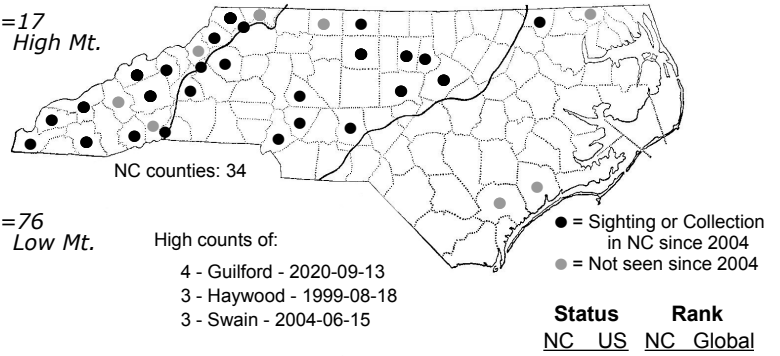 =17
High Mt.
NC counties: 34
=76
Low Mt.
High counts of:
4 - Guilford - 2020-09-13
3 - Haywood - 1999-08-18
3 - Swain - 2004-06-15
= Sighting or Collection
in NC since 2004
= Not seen since 2004
Status Rank
NC US NC Global